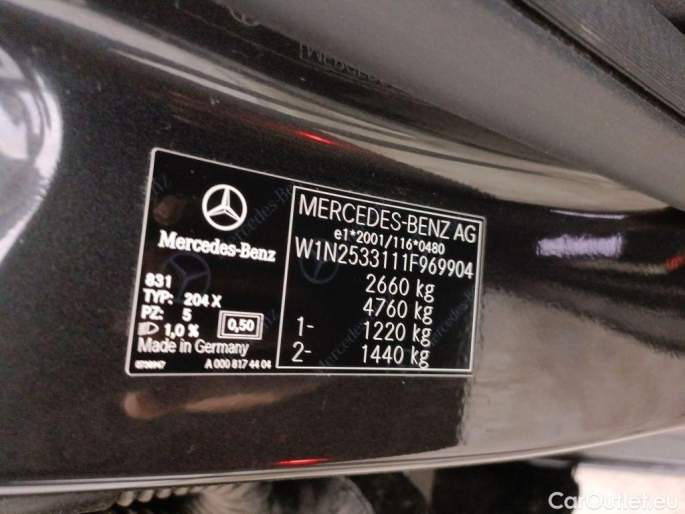 Mercedes-Benz
831
TYP: 204 X
PZ: 5
1,0 % 0,50
Made in Germany
A 000 817 44 04
MERCEDES-BENZ AG
e1*2001/116*0480
W1N2533111F969904
2660 kg
4760 kg
1- 1220 kg
2- 1440 kg
CarOutlet.eu